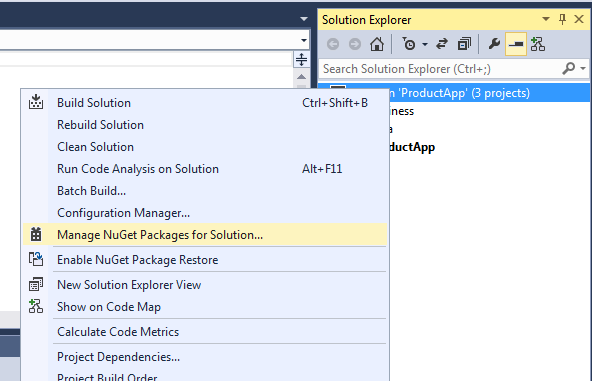 Solution Explorer
Search Solution Explorer (Ctrl+;)
'ProductApp' (3 projects)
Build Solution Ctrl+Shift+B
Rebuild Solution
Clean Solution
Run Code Analysis on Solution Alt+F11
Batch Build...
Configuration Manager...
Manage NuGet Packages for Solution...
Enable NuGet Package Restore
New Solution Explorer View
Show on Code Map
Calculate Code Metrics
Project Dependencies...
Project Build Order